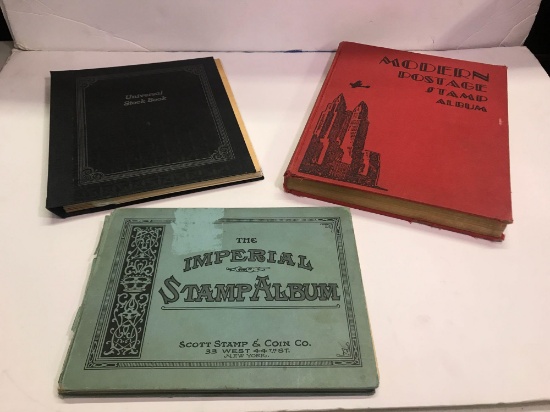 Universal
Stock Book
MODERN
POSTAGE
STAMP
ALBUM
THE
IMPERIAL
STAMP ALBUM
SCOTT STAMP & COIN CO.
33 WEST 44TH ST.
NEW YORK.